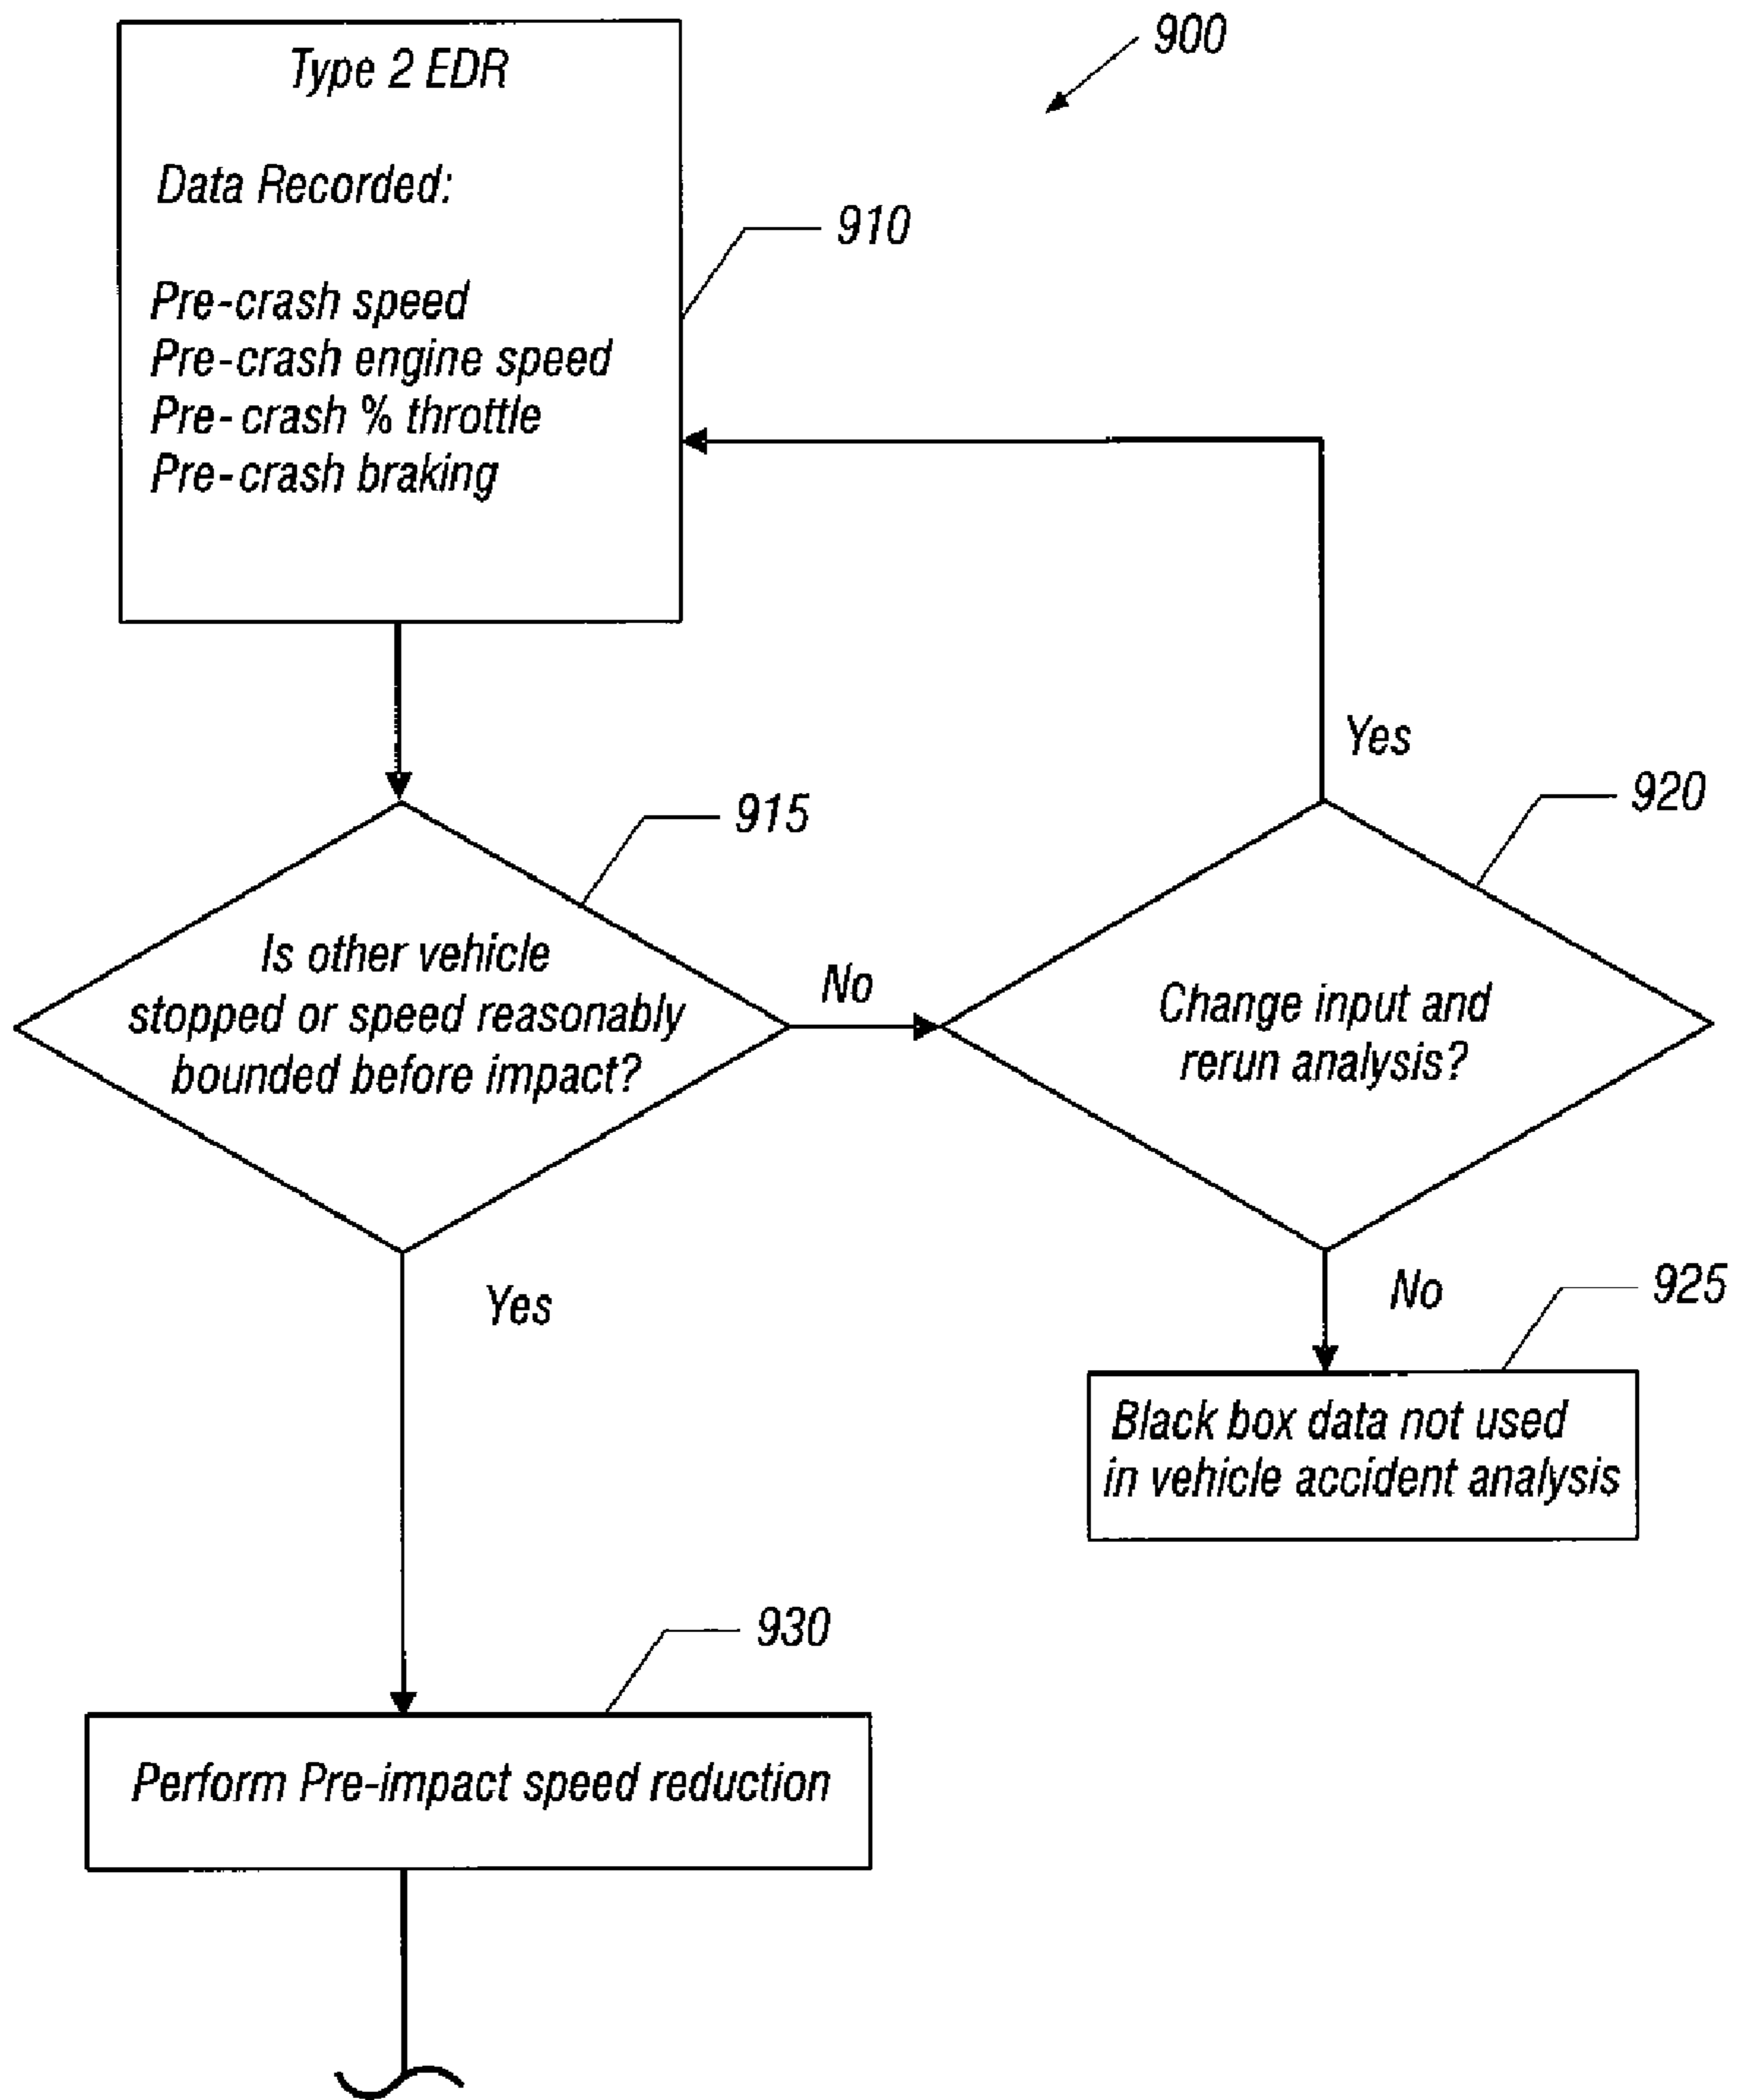 900
Type 2 EDR
Data Recorded:
910
Pre-crash speed
Pre-crash engine speed
Pre-crash % throttle
Pre-crash braking
Yes
920
915
Is other vehicle
stopped or speed reasonably
bounded before impact?
No
Change input and
rerun analysis?
Yes
No
925
Black box data not used
in vehicle accident analysis
930
Perform Pre-impact speed reduction